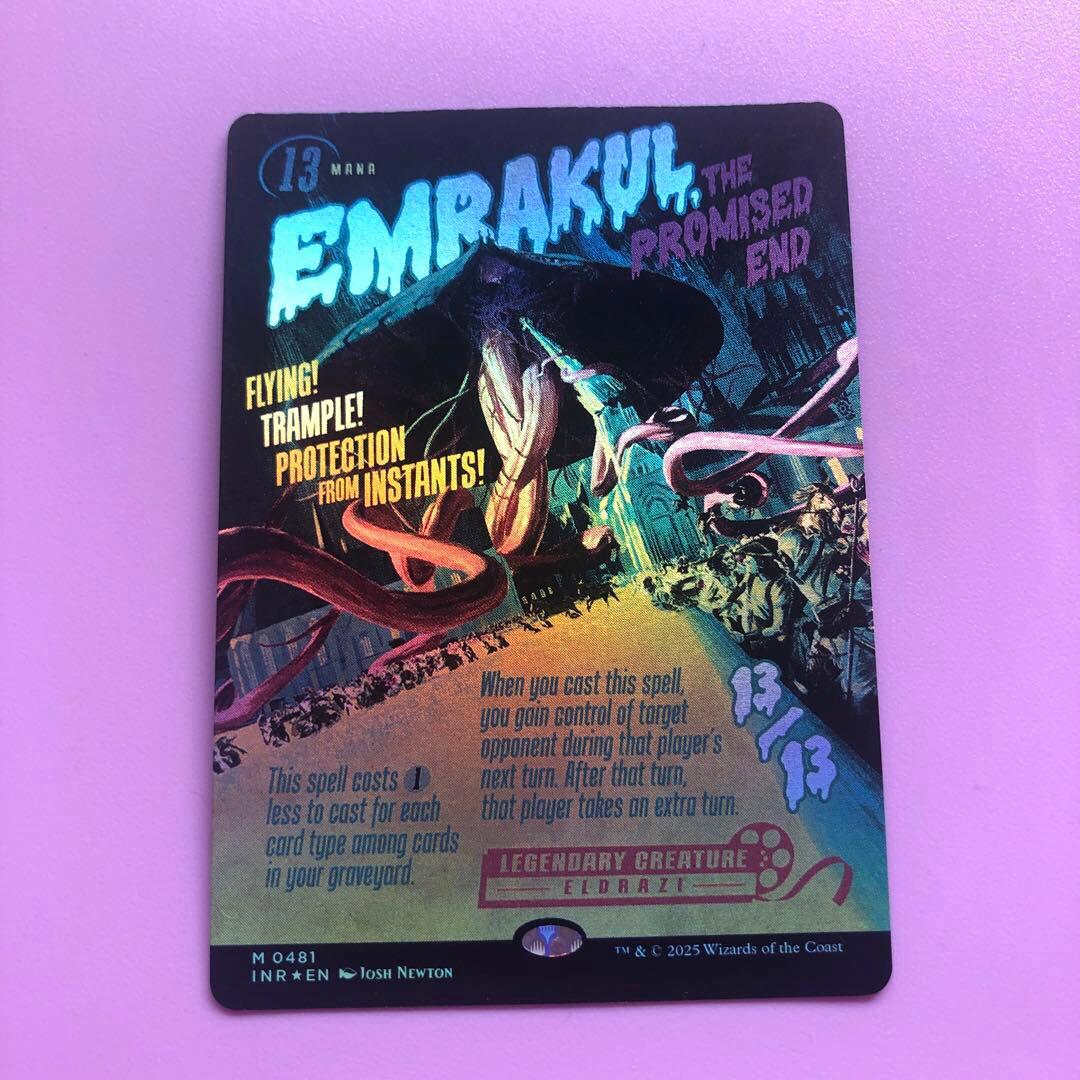 13 MANA
EMRAKUL, THE
PROMISED
END
FLYING!
TRAMPLE!
PROTECTION
FROM INSTANTS!
When you cast this spell,
you gain control of target
opponent during that player's
next turn. After that turn,
that player takes an extra turn.
13/13
This spell costs 1
less to cast for each
card type among cards
in your graveyard.
LEGENDARY CREATURE
ELDRAZI
M 0481
INR★EN JOSH NEWTON
™ & © 2025 Wizards of the Coast